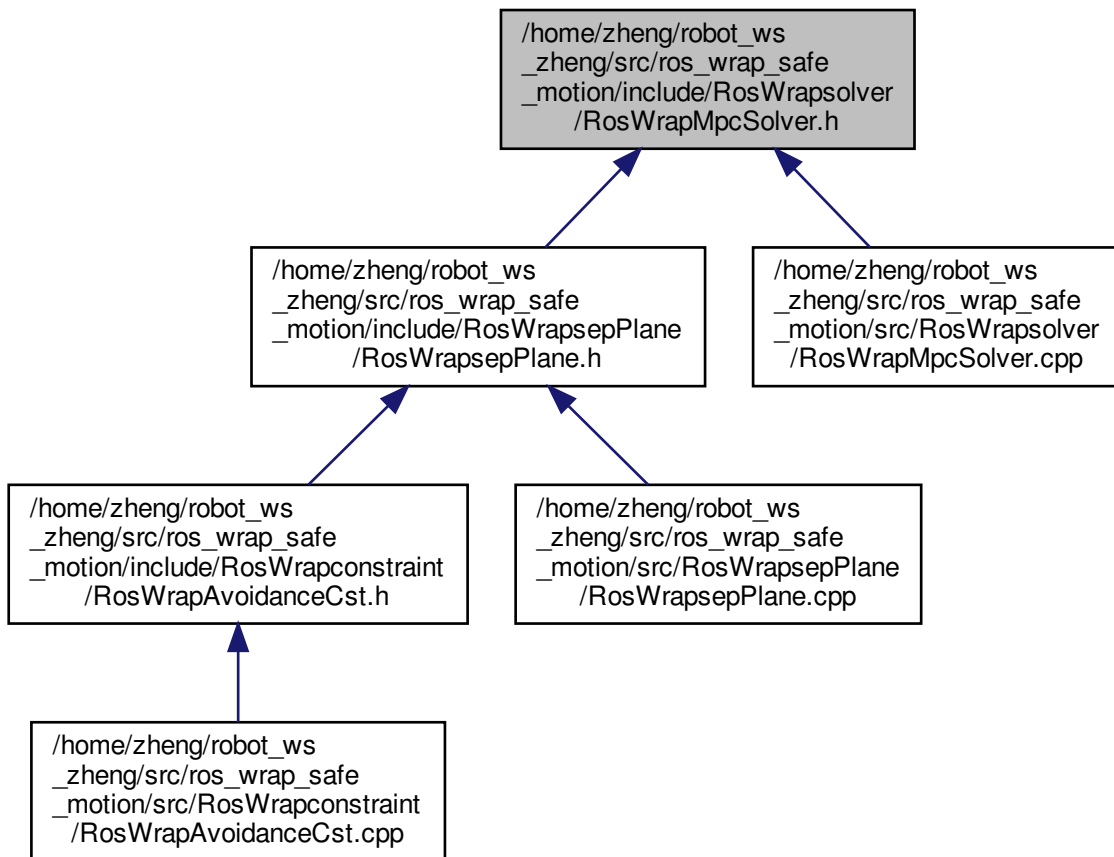 /home/zheng/robot_ws
_zheng/src/ros_wrap_safe
_motion/include/RosWrapsolver
/RosWrapMpcSolver.h
/home/zheng/robot_ws
_zheng/src/ros_wrap_safe
_motion/include/RosWrapsepPlane
/RosWrapsepPlane.h
/home/zheng/robot_ws
_zheng/src/ros_wrap_safe
_motion/src/RosWrapsolver
/RosWrapMpcSolver.cpp
/home/zheng/robot_ws
_zheng/src/ros_wrap_safe
_motion/include/RosWrapconstraint
/RosWrapAvoidanceCst.h
/home/zheng/robot_ws
_zheng/src/ros_wrap_safe
_motion/src/RosWrapsepPlane
/RosWrapsepPlane.cpp
/home/zheng/robot_ws
_zheng/src/ros_wrap_safe
_motion/src/RosWrapconstraint
/RosWrapAvoidanceCst.cpp